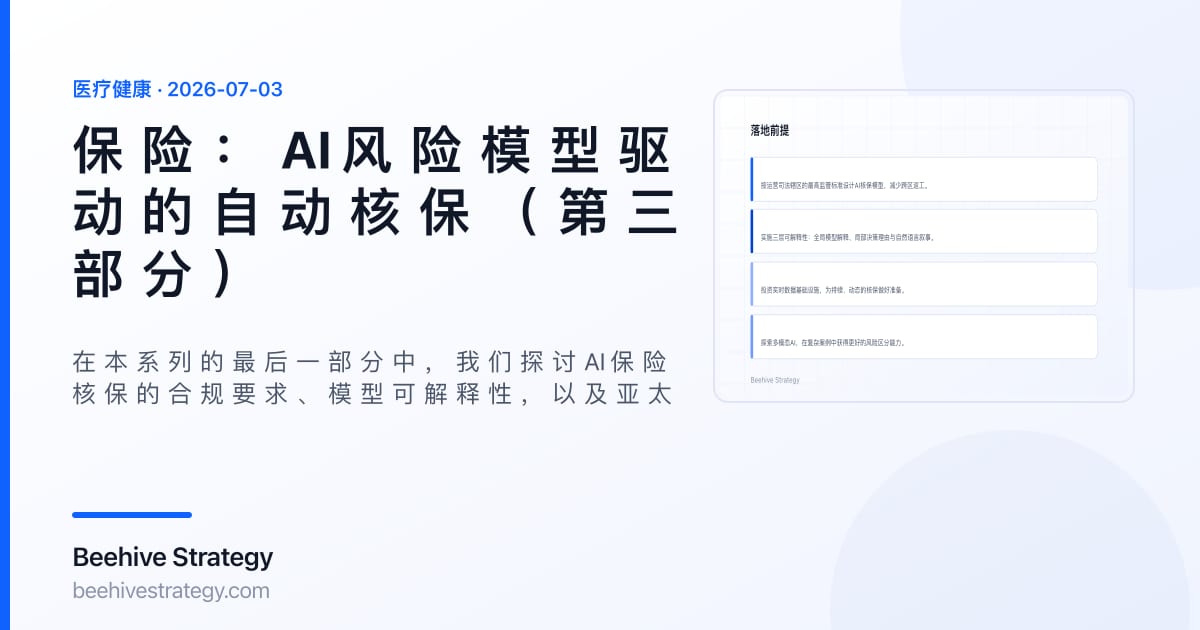 医疗健康 · 2026-07-03
保险：AI风险模型驱
动的自动核保（第三
部分）
在本系列的最后一部分中，我们探讨AI保险
核保的合规要求、模型可解释性，以及亚太
Beehive Strategy
beehivestrategy.com
落地前提
按运营司法辖区的最高监管标准设计AI核保模型，减少跨区返工。
实施三层可解释性：全局模型解释、局部决策理由与自然语言叙事。
投资实时数据基础设施，为持续、动态的核保做好准备。
探索多模态AI，在复杂案例中获得更好的风险区分能力。
Beehive Strategy